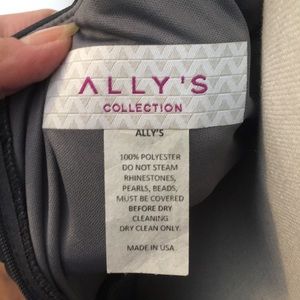 ALLY'S
COLLECTION
ALLY'S
100% POLYESTER
DO NOT STEAM
RHINESTONES,
PEARLS, BEADS,
MUST BE COVERED
BEFORE DRY
CLEANING
DRY CLEAN ONLY.
MADE IN USA